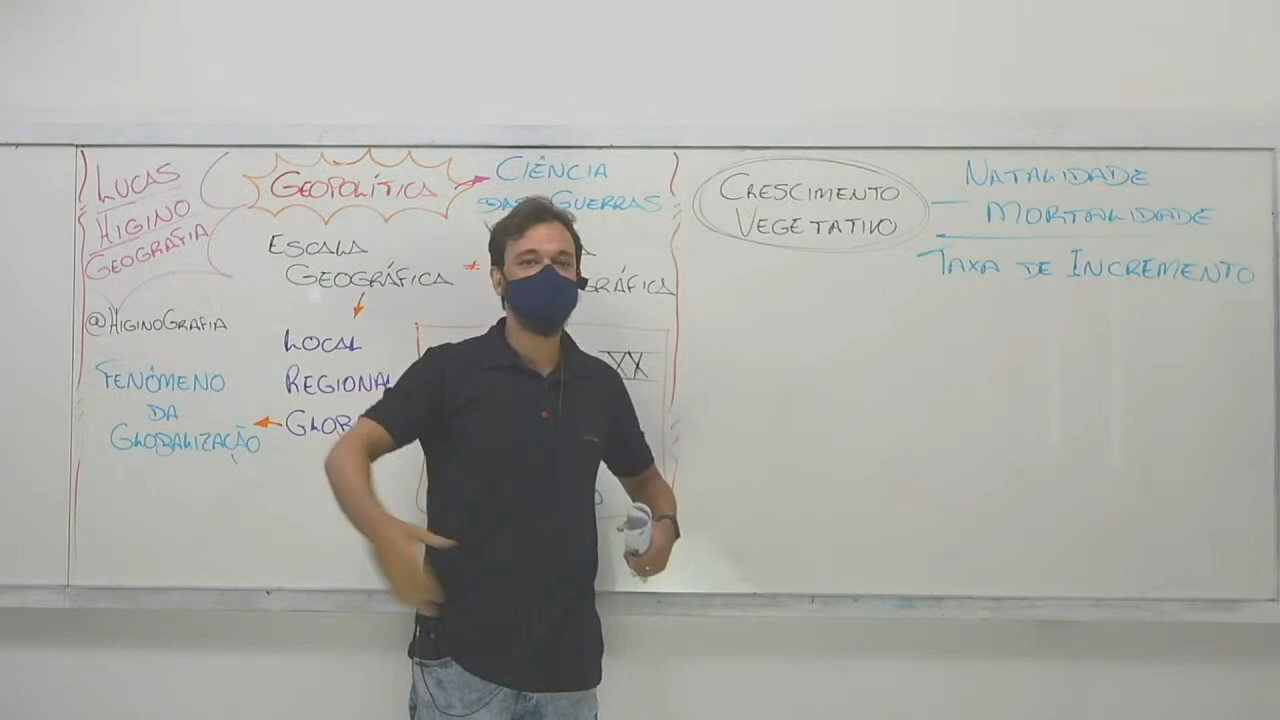 LUCAS
HIGINO
GEOGRAFIA
@HIGINOGRAFIA
FENÔMENO
DA
GLOBALIZAÇÃO
GEOPOLÍTICA
CIÊNCIA
DAS GUERRAS
ESCALA
GEOGRÁFICA ≠
LOCAL
REGIONAL
XX
CRESCIMENTO
VEGETATIVO
NATALIDADE
— MORTALIDADE
TAXA DE INCREMENTO